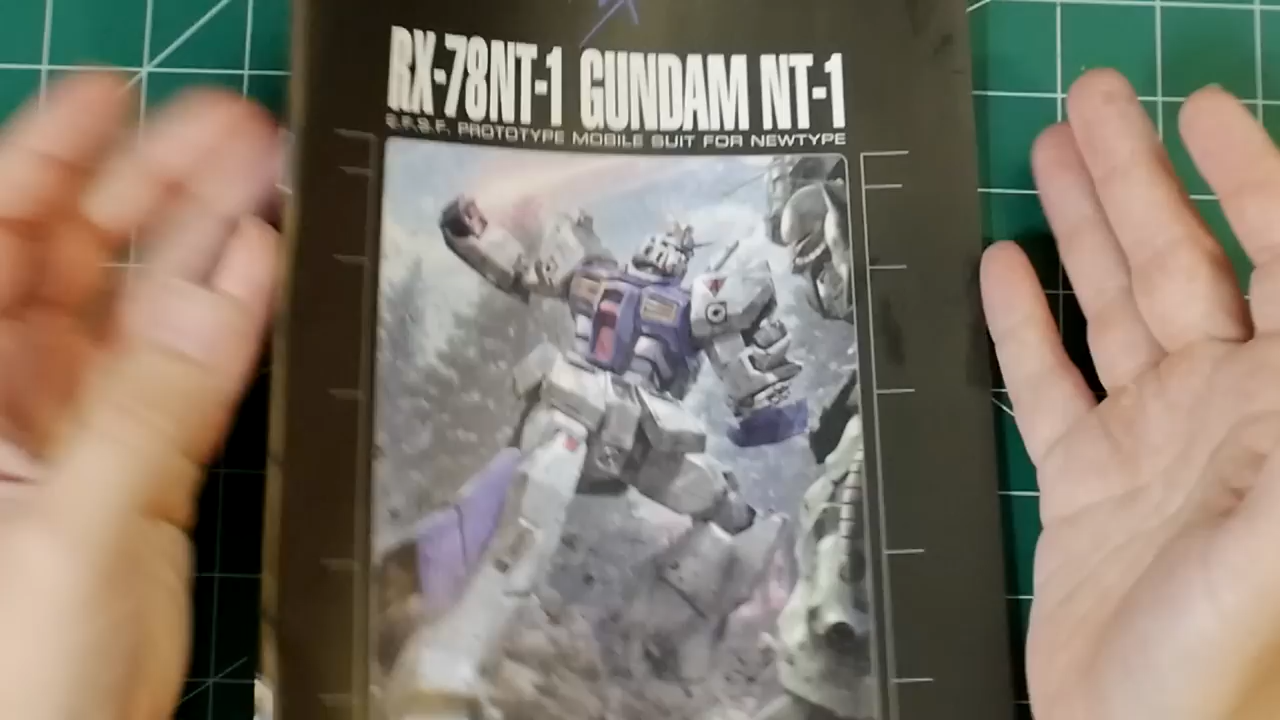 RX-78NT-1 GUNDAM NT-1
E.F.S.F. PROTOTYPE MOBILE SUIT FOR NEWTYPE